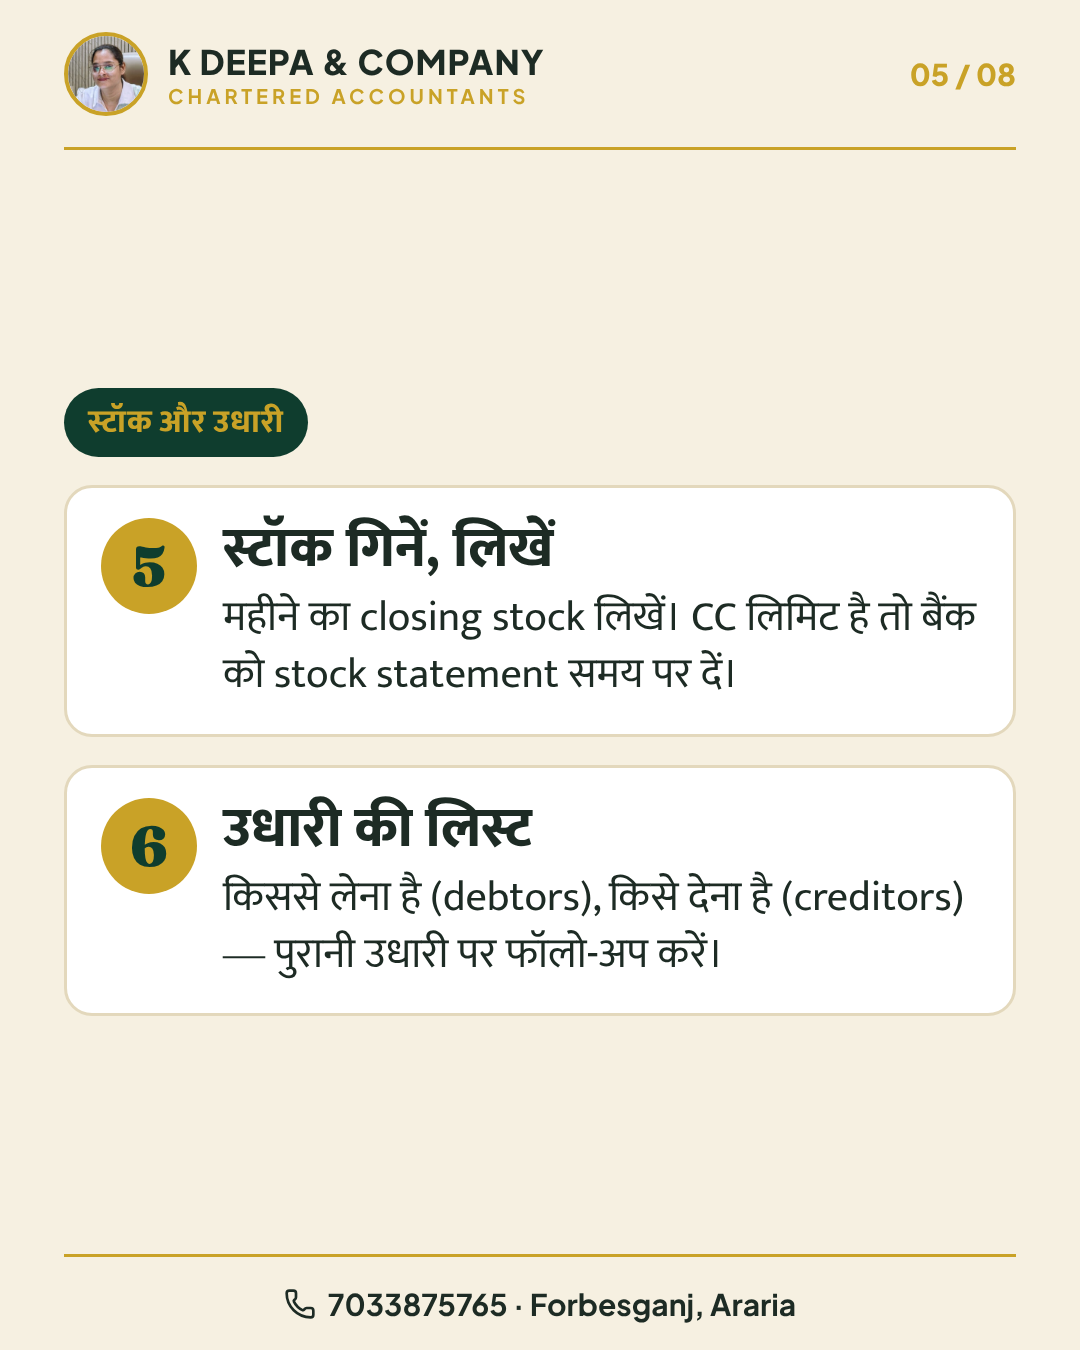 K DEEPA & COMPANY
CHARTERED ACCOUNTANTS
05 / 08
स्टॉक और उधारी
5
स्टॉक गिनें, लिखें
महीने का closing stock लिखें। CC लिमिट है तो बैंक
को stock statement समय पर दें।
6
उधारी की लिस्ट
किससे लेना है (debtors), किसे देना है (creditors)
— पुरानी उधारी पर फॉलो-अप करें।
7033875765 · Forbesganj, Araria